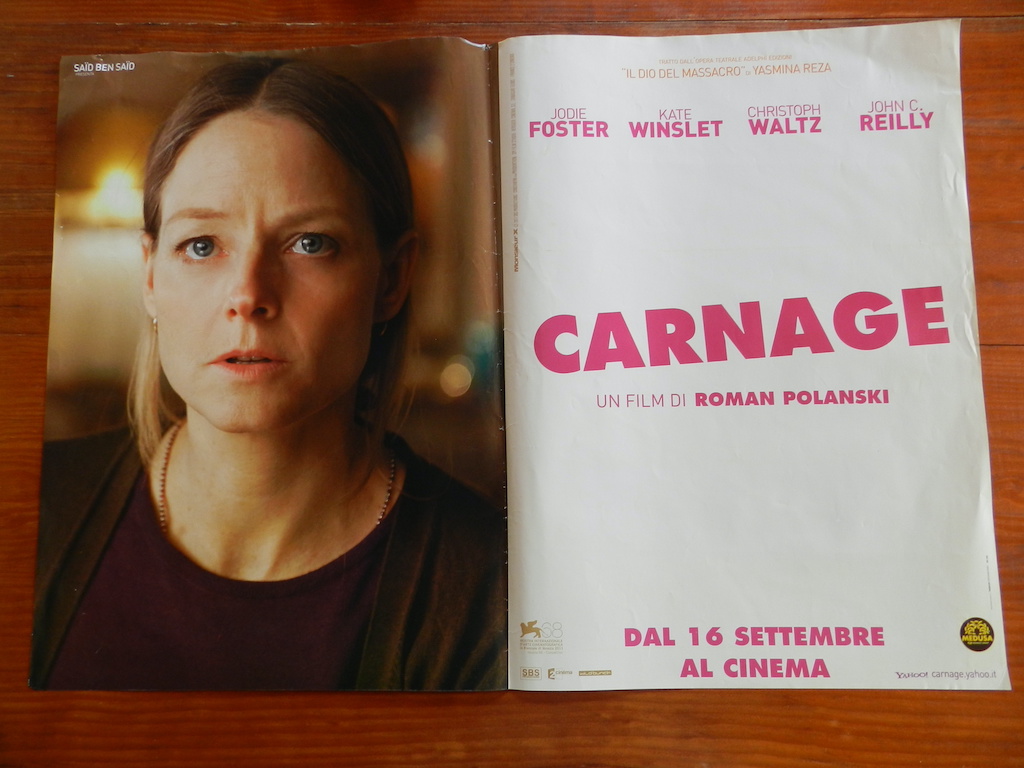 SAÏD BEN SAÏD
TRATTO DALL'OPERA TEATRALE ADELPHI EDIZIONI
"IL DIO DEL MASSACRO" DI YASMINA REZA
JODIE
FOSTER
KATE
WINSLET
CHRISTOPH
WALTZ
JOHN C.
REILLY
CARNAGE
UN FILM DI ROMAN POLANSKI
68
DAL 16 SETTEMBRE
AL CINEMA
SBS
MEDUSA
YAHOO! carnage.yahoo.it